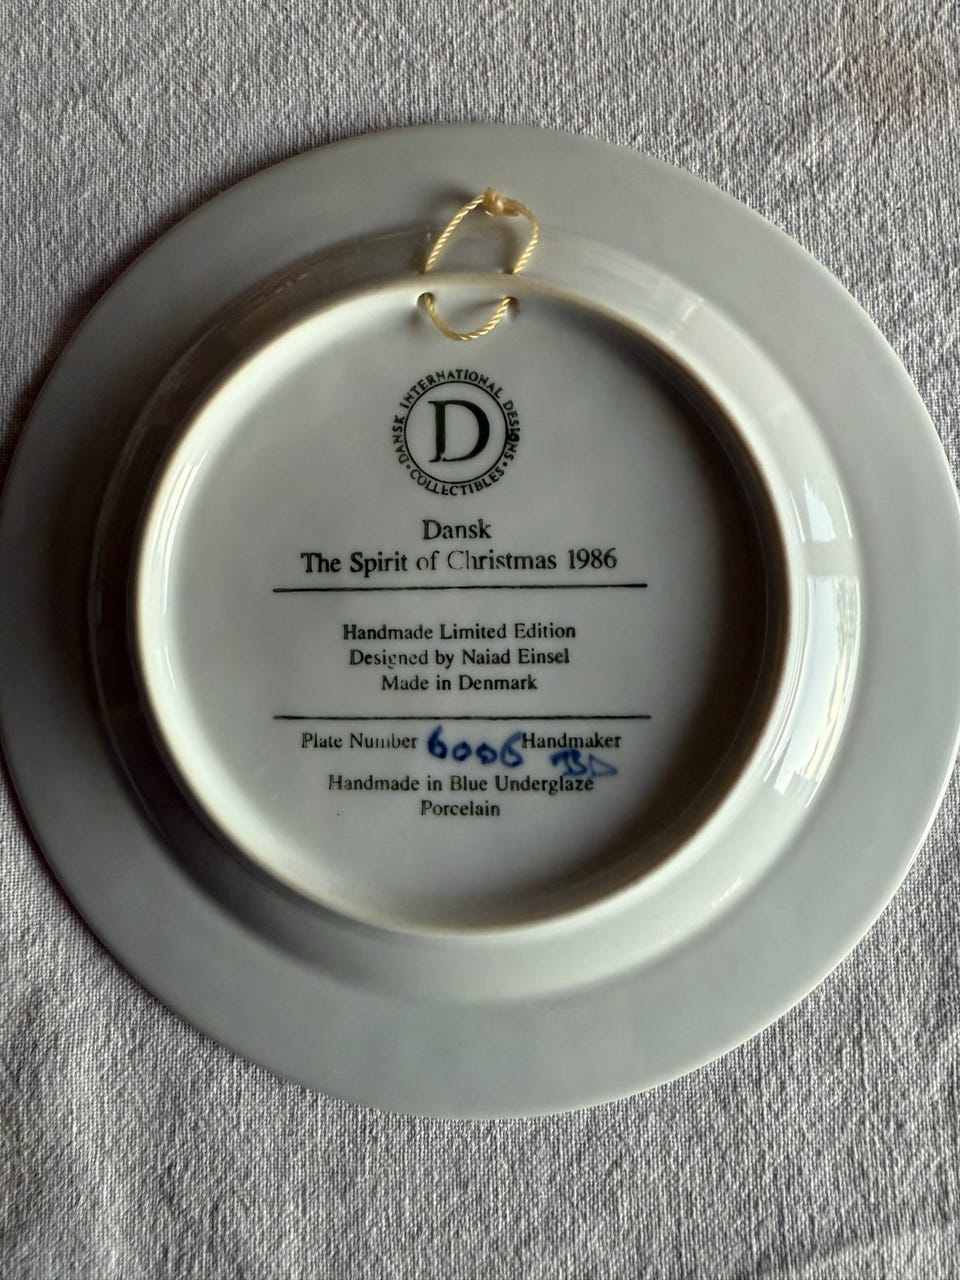 DANSK INTERNATIONAL DESIGNS
D
• COLLECTIBLES •
Dansk
The Spirit of Christmas 1986
Handmade Limited Edition
Designed by Naiad Einsel
Made in Denmark
Plate Number 6006 Handmaker
BD
Handmade in Blue Underglaze
Porcelain